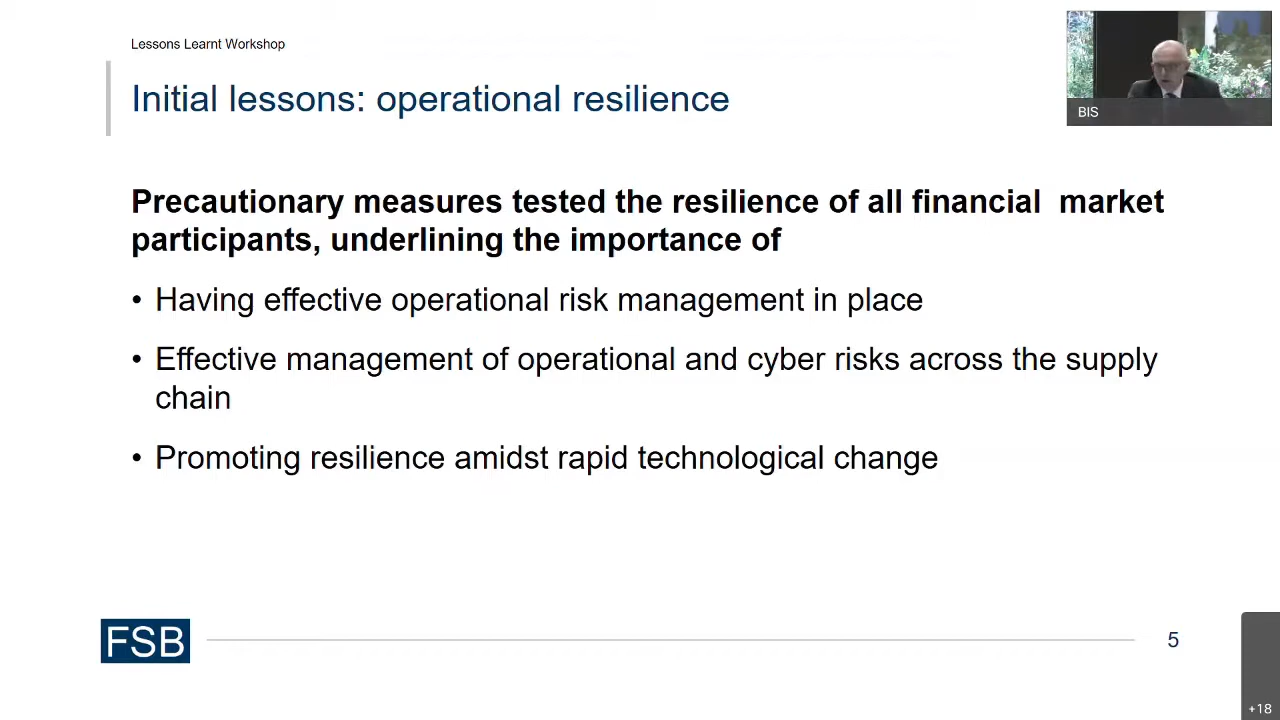 Lessons Learnt Workshop
Initial lessons: operational resilience
BIS
Precautionary measures tested the resilience of all financial  market
participants, underlining the importance of
• Having effective operational risk management in place
• Effective management of operational and cyber risks across the supply
chain
• Promoting resilience amidst rapid technological change
FSB
5
+18